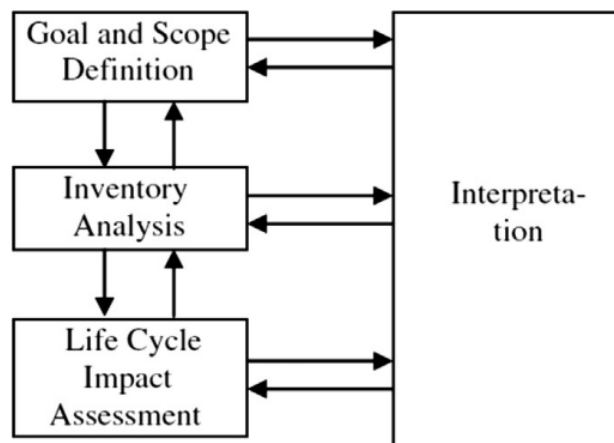 Goal and Scope
Definition
Inventory
Analysis
Interpreta-
tion
Life Cycle
Impact
Assessment